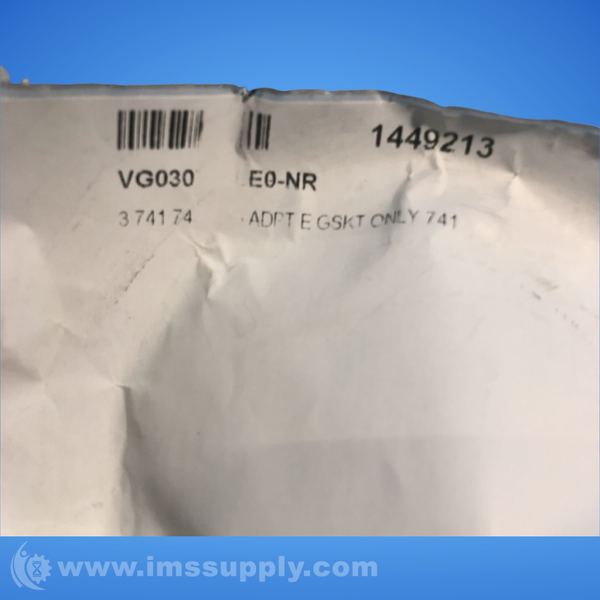 1449213
VG030 E0-NR
3 741 74 ADPT E GSKT ONLY 741
www.imssupply.com